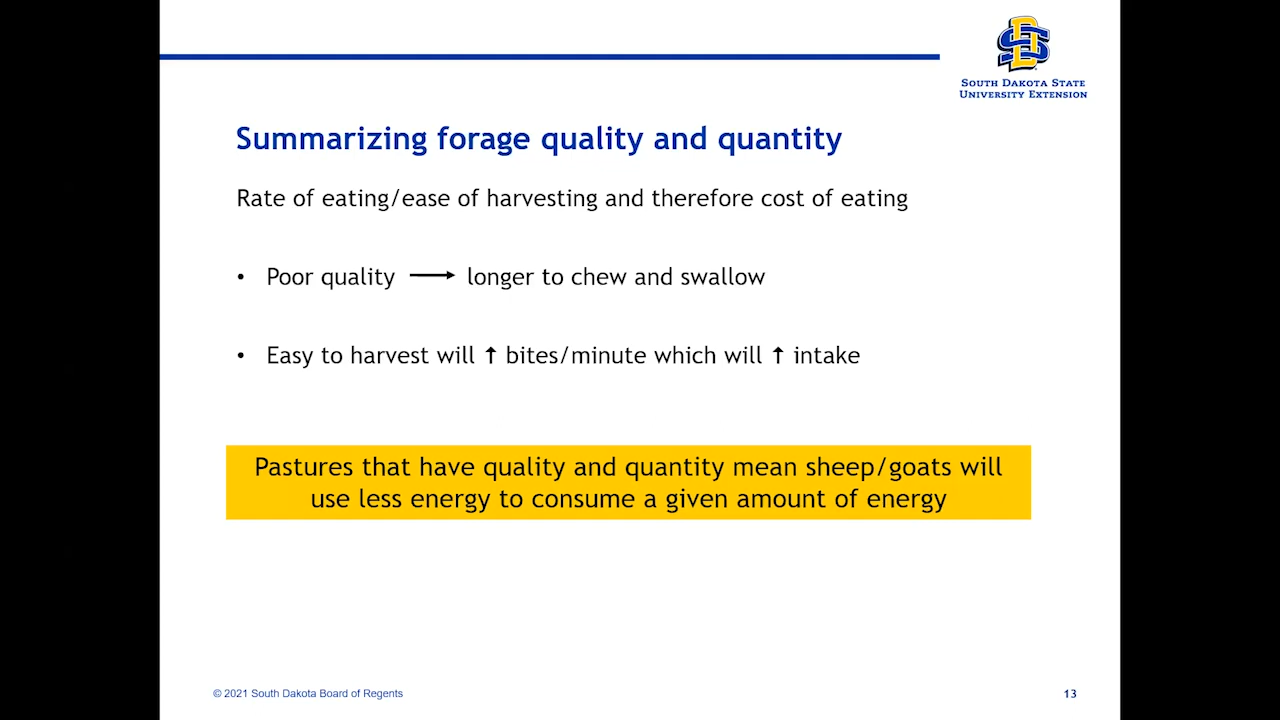 South Dakota State
University Extension
Summarizing forage quality and quantity
Rate of eating/ease of harvesting and therefore cost of eating
• Poor quality → longer to chew and swallow
• Easy to harvest will ↑ bites/minute which will ↑ intake
Pastures that have quality and quantity mean sheep/goats will
use less energy to consume a given amount of energy
© 2021 South Dakota Board of Regents
13